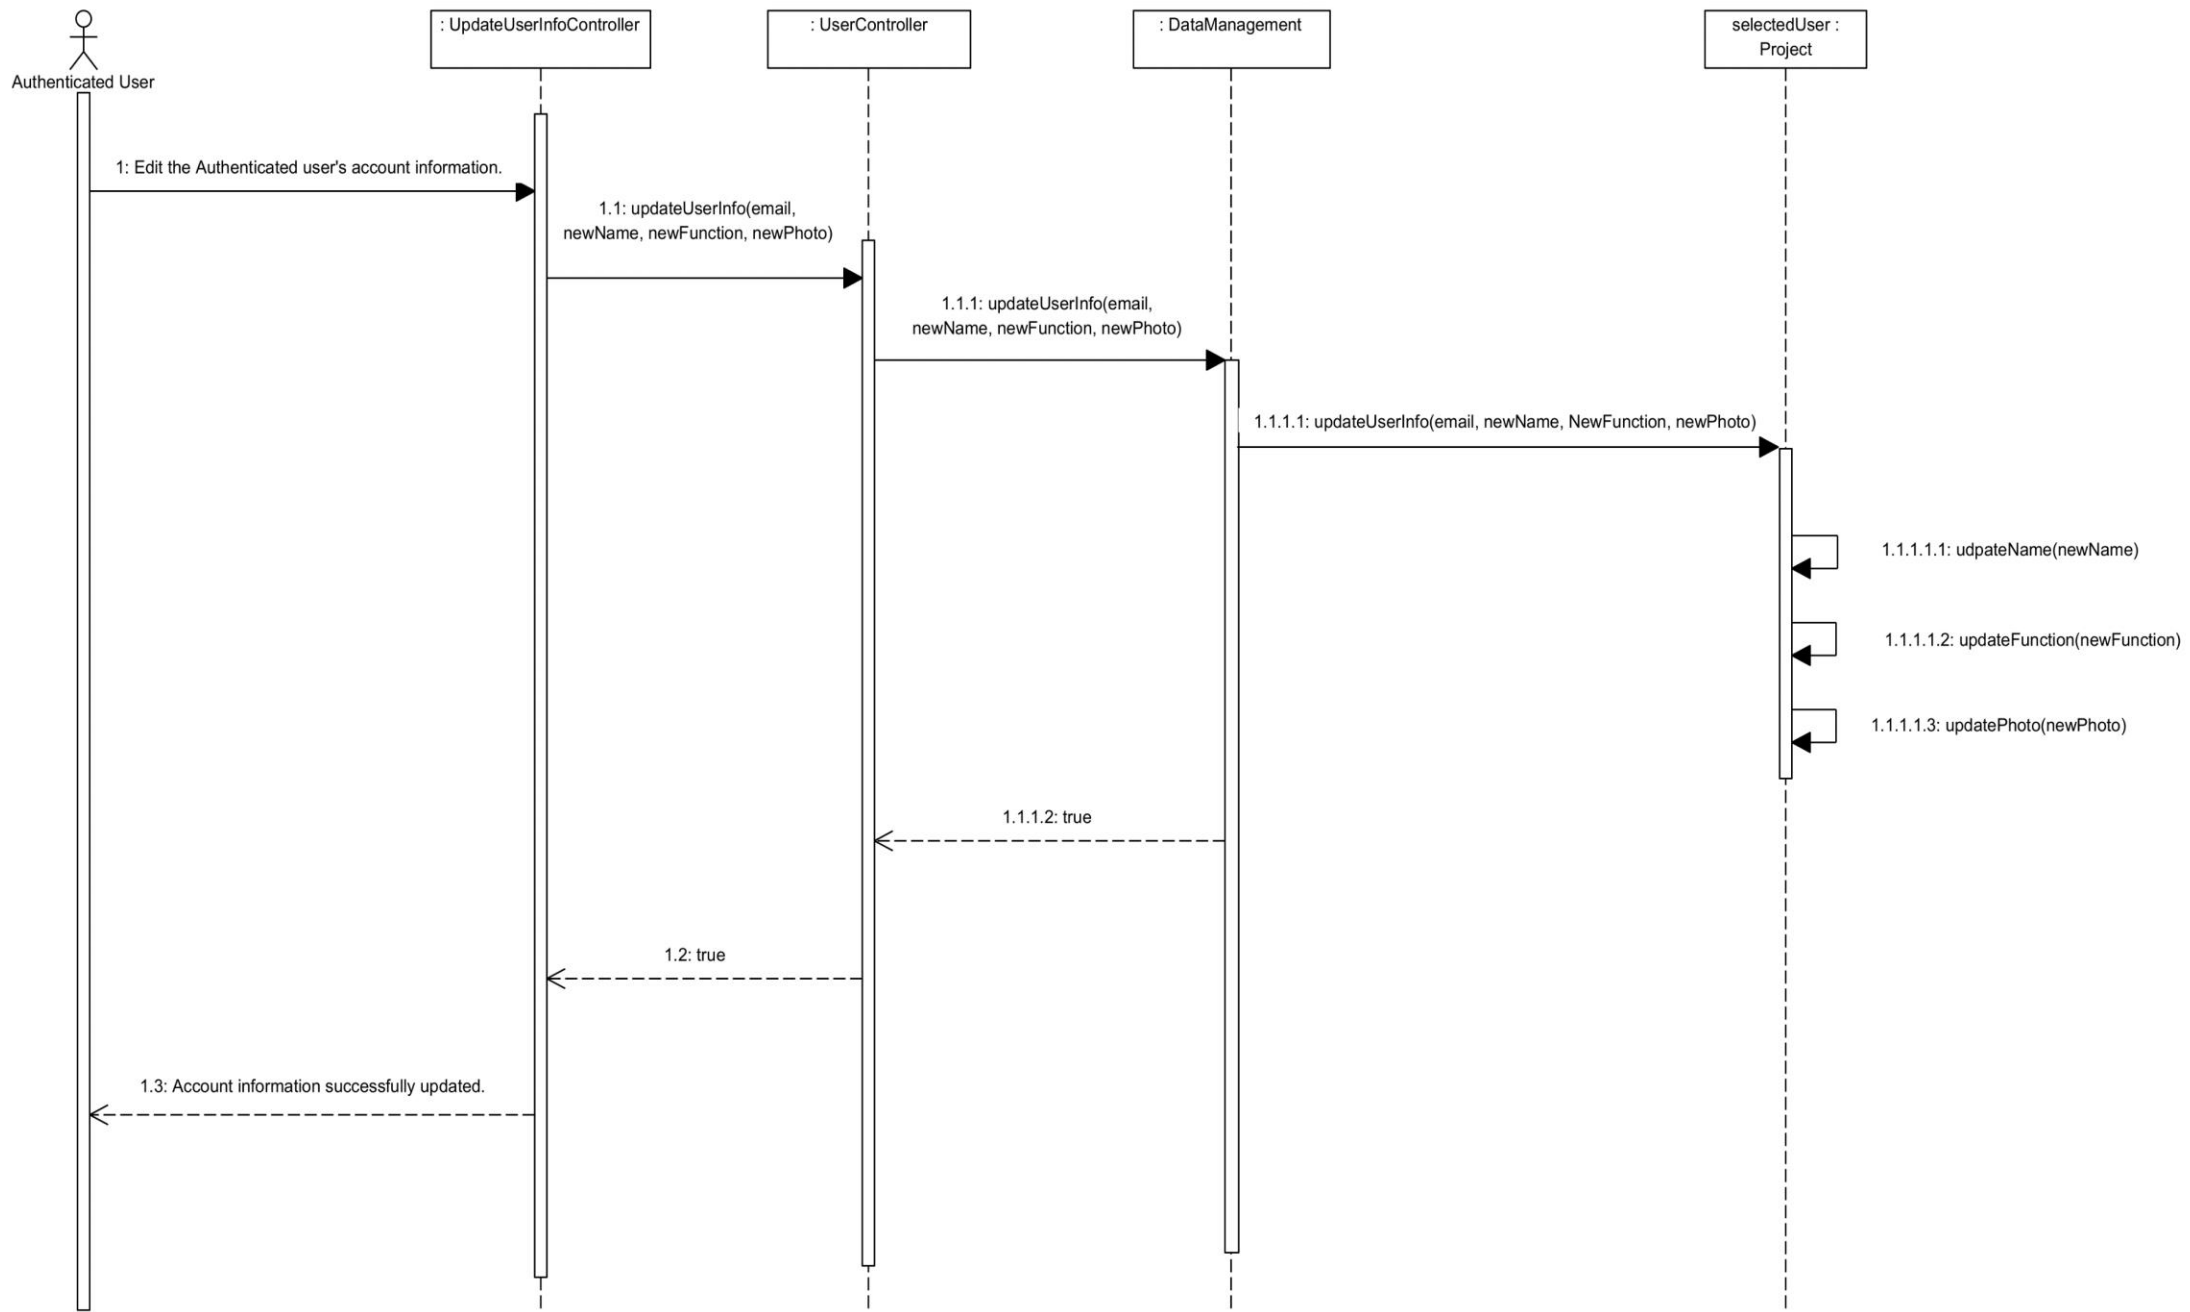 Authenticated User
: UpdateUserInfoController
: UserController
: DataManagement
selectedUser :
Project
1: Edit the Authenticated user's account information.
1.1: updateUserInfo(email,
newName, newFunction, newPhoto)
1.1.1: updateUserInfo(email,
newName, newFunction, newPhoto)
1.1.1.1: updateUserInfo(email, newName, NewFunction, newPhoto)
1.1.1.1.1: udpateName(newName)
1.1.1.1.2: updateFunction(newFunction)
1.1.1.1.3: updatePhoto(newPhoto)
1.1.1.2: true
1.2: true
1.3: Account information successfully updated.